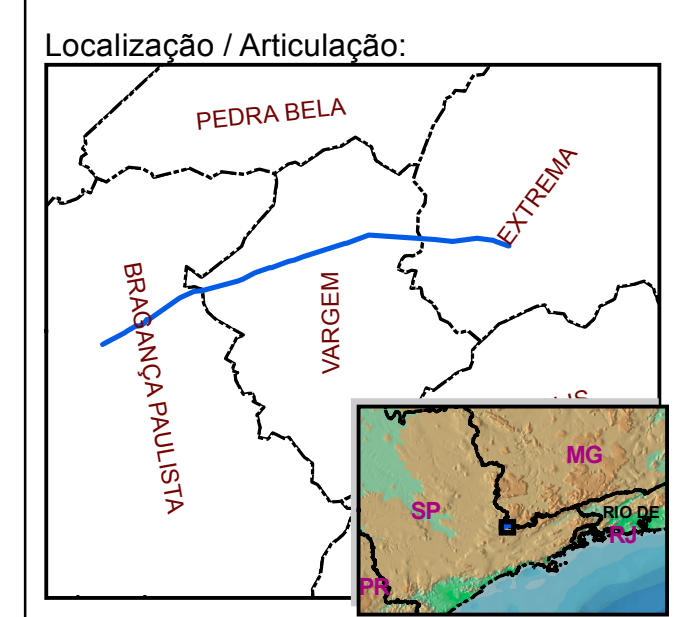 Localização / Articulação:
PEDRA BELA
EXTREMA
BRAGANÇA PAULISTA
VARGEM
MG
SP
RIO DE
RJ
PR